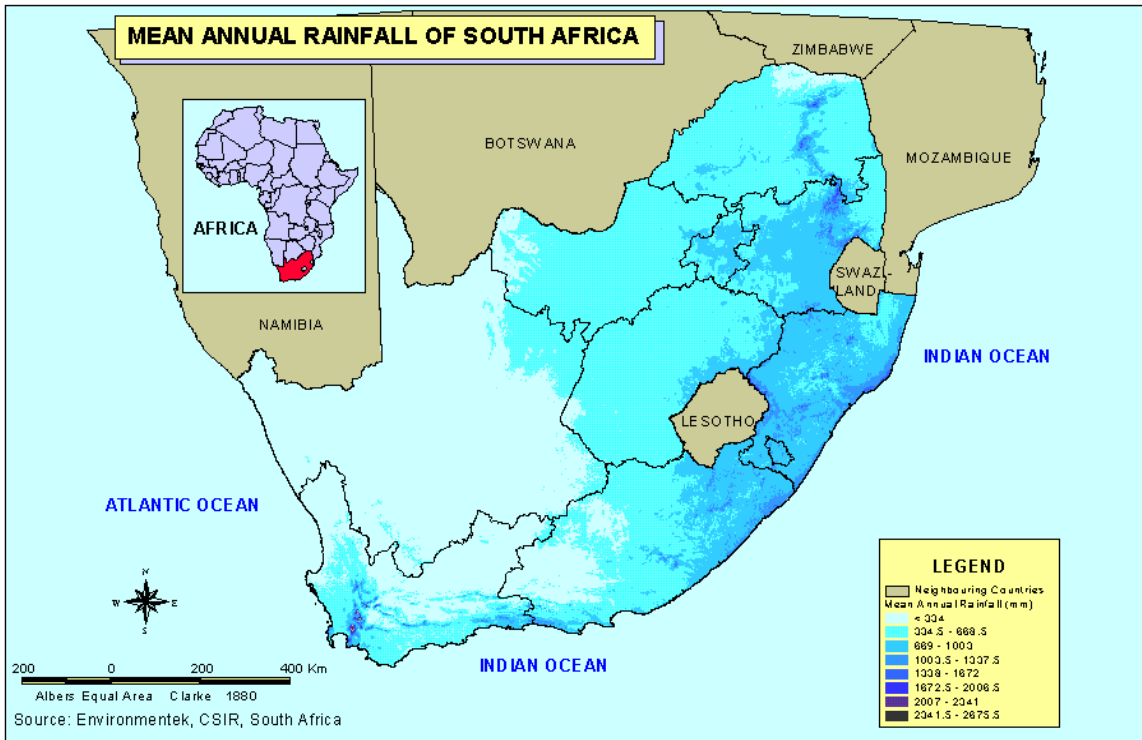 MEAN ANNUAL RAINFALL OF SOUTH AFRICA
ZIMBABWE
BOTSWANA
MOZAMBIQUE
AFRICA
SWAZI-
LAND
NAMIBIA
INDIAN OCEAN
LESOTHO
ATLANTIC OCEAN
N
W E
S
INDIAN OCEAN
200 0 200 400 Km
Albers Equal Area Clarke 1880
Source: Environmentek, CSIR, South Africa
LEGEND
Neighbouring Countries
Mean Annual Rainfall (mm)
< 334
334.5 - 668.5
669 - 1003
1003.5 - 1337.5
1338 - 1672
1672.5 - 2006.5
2007 - 2341
2341.5 - 2675.5